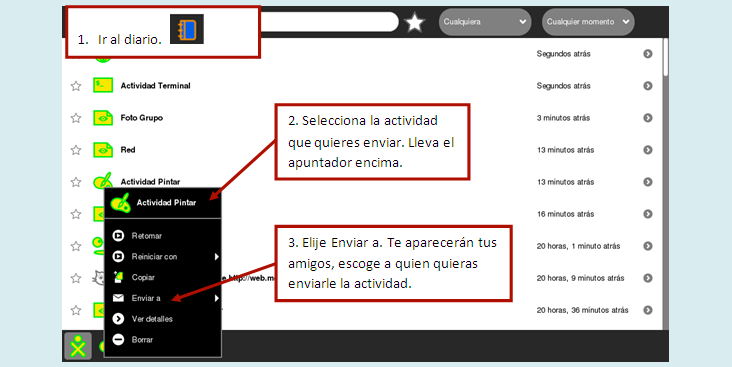 1. Ir al diario.
Cualquiera
Cualquier momento
Segundos atrás
Actividad Terminal
Segundos atrás
Foto Grupo
3 minutos atrás
2. Selecciona la actividad
que quieres enviar. Lleva el
apuntador encima.
Red
13 minutos atrás
Actividad Pintar
13 minutos atrás
Actividad Pintar
16 minutos atrás
Retomar
Reiniciar con
Copiar
Enviar a
Ver detalles
Borrar
3. Elije Enviar a. Te aparecerán tus
amigos, escoge a quien quieras
enviarle la actividad.
20 horas, 1 minuto atrás
e http://web.m
20 horas, 9 minutos atrás
20 horas, 36 minutos atrás